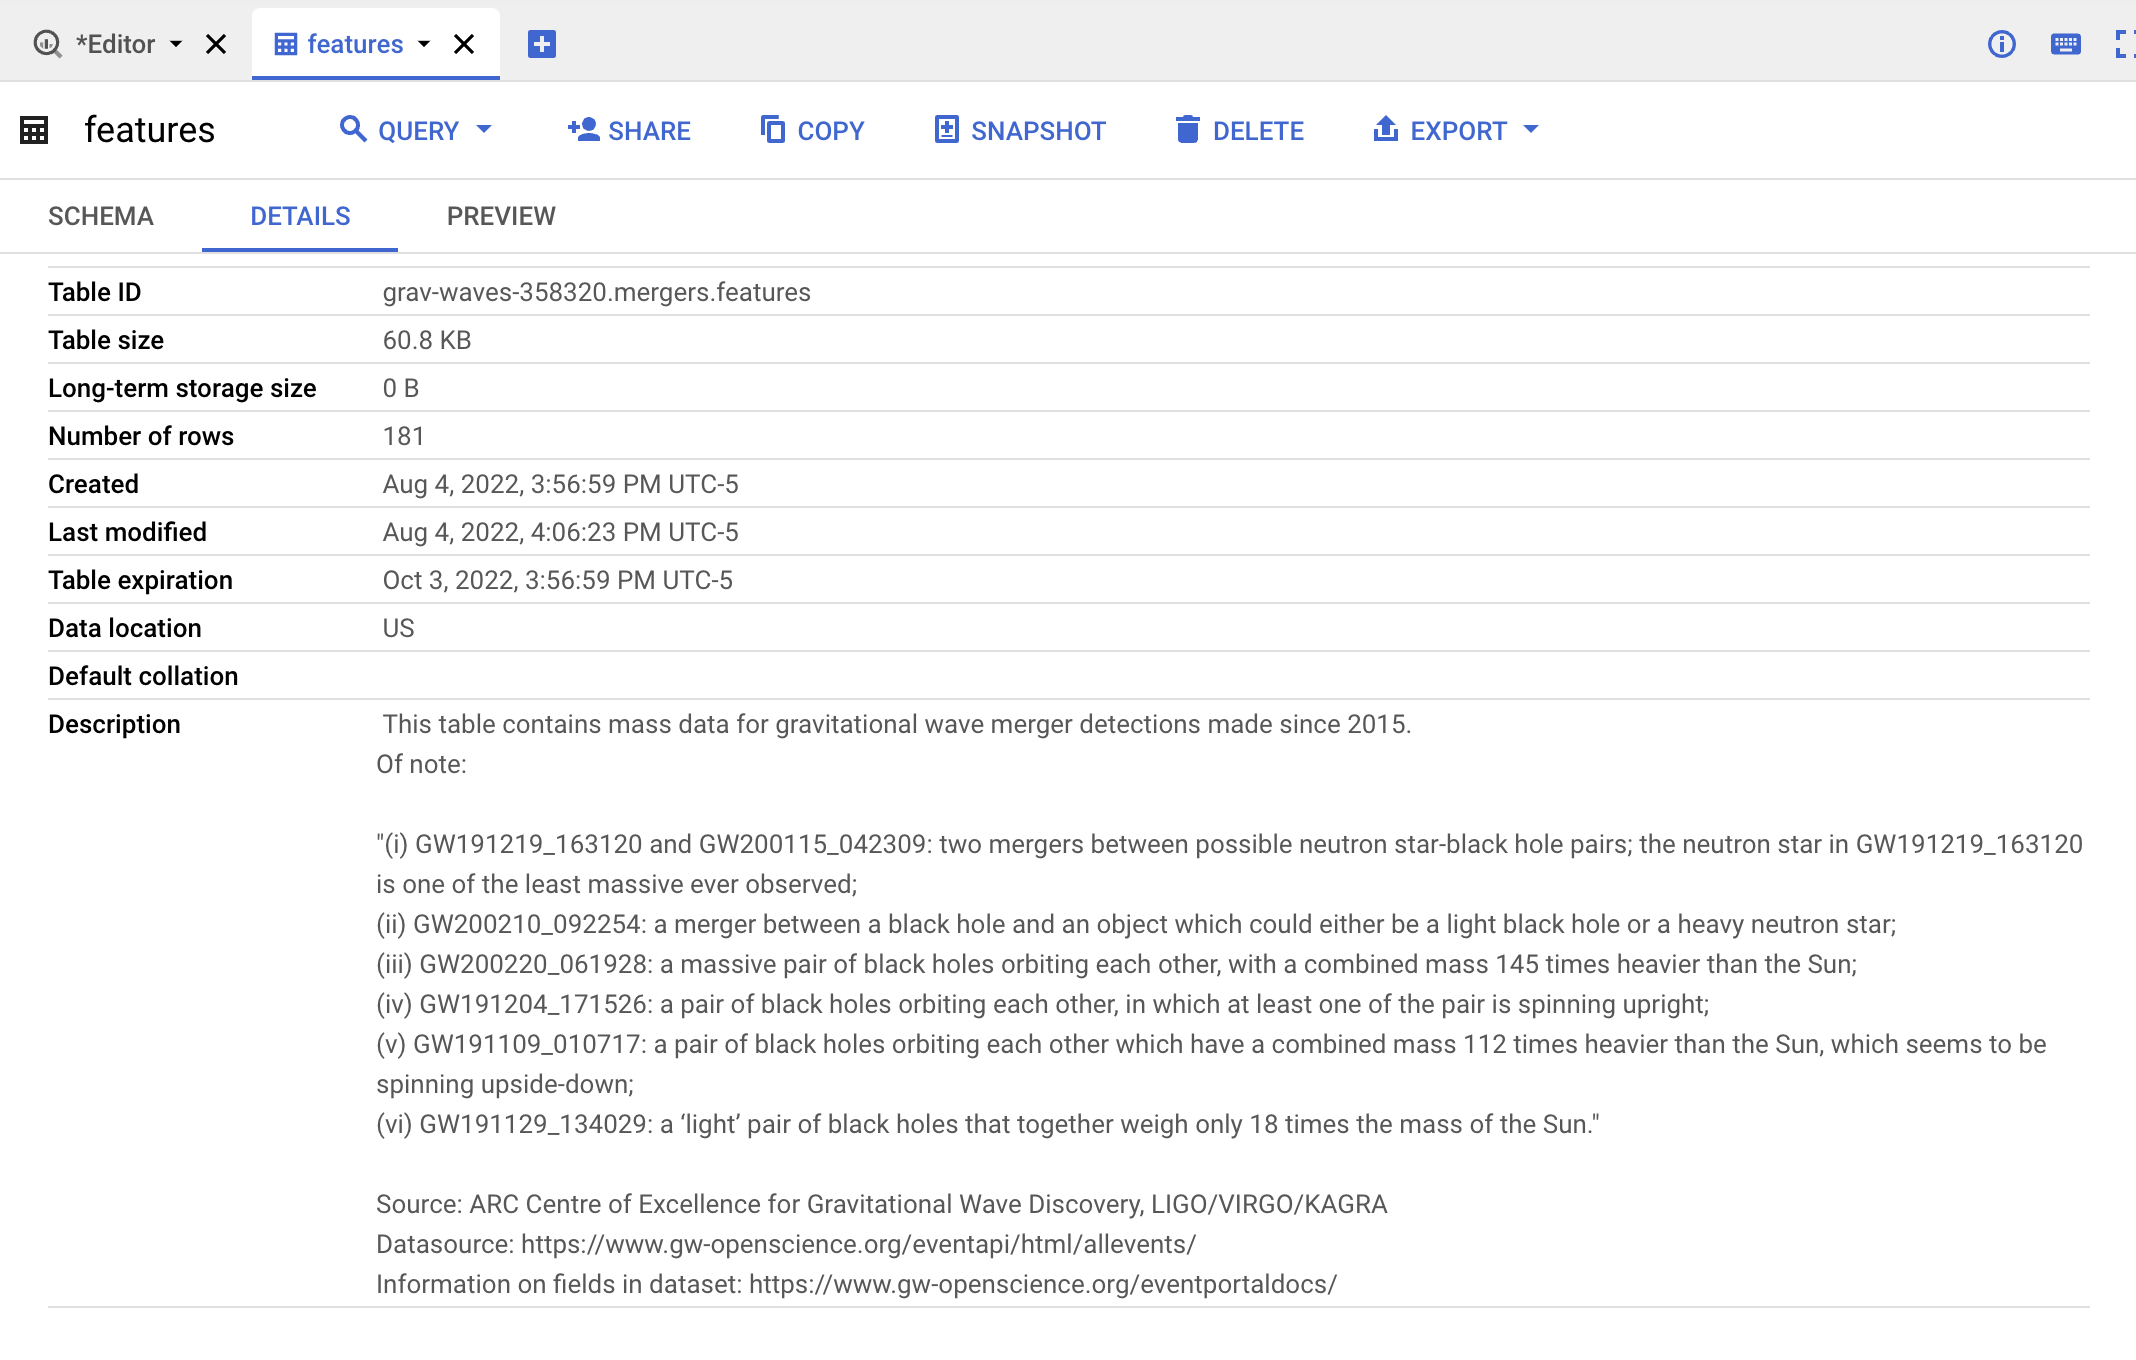 *Editor
features
features
QUERY
SHARE
COPY
SNAPSHOT
DELETE
EXPORT
SCHEMA
DETAILS
PREVIEW
Table ID grav-waves-358320.mergers.features
Table size 60.8 KB
Long-term storage size 0 B
Number of rows 181
Created Aug 4, 2022, 3:56:59 PM UTC-5
Last modified Aug 4, 2022, 4:06:23 PM UTC-5
Table expiration Oct 3, 2022, 3:56:59 PM UTC-5
Data location US
Default collation
Description This table contains mass data for gravitational wave merger detections made since 2015.
Of note:
"(i) GW191219_163120 and GW200115_042309: two mergers between possible neutron star-black hole pairs; the neutron star in GW191219_163120
is one of the least massive ever observed;
(ii) GW200210_092254: a merger between a black hole and an object which could either be a light black hole or a heavy neutron star;
(iii) GW200220_061928: a massive pair of black holes orbiting each other, with a combined mass 145 times heavier than the Sun;
(iv) GW191204_171526: a pair of black holes orbiting each other, in which at least one of the pair is spinning upright;
(v) GW191109_010717: a pair of black holes orbiting each other which have a combined mass 112 times heavier than the Sun, which seems to be
spinning upside-down;
(vi) GW191129_134029: a ‘light’ pair of black holes that together weigh only 18 times the mass of the Sun."
Source: ARC Centre of Excellence for Gravitational Wave Discovery, LIGO/VIRGO/KAGRA
Datasource: https://www.gw-openscience.org/eventapi/html/allevents/
Information on fields in dataset: https://www.gw-openscience.org/eventportaldocs/